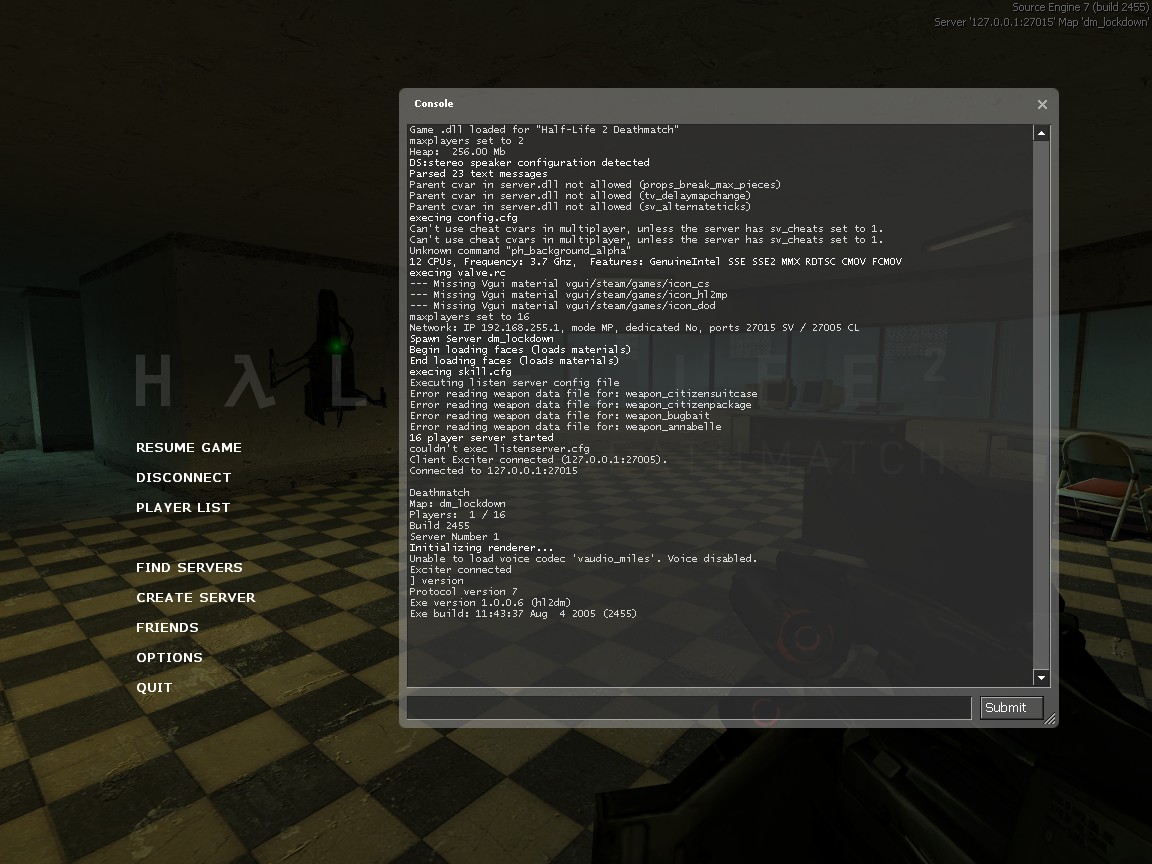 Source Engine 7 (build 2455)
Server '127.0.0.1:27015' Map 'dm_lockdown'
Console
Game .dll loaded for "Half-Life 2 Deathmatch"
maxplayers set to 2
Heap:  256.00 Mb
DS:stereo speaker configuration detected
Parsed 23 text messages
Parent cvar in server.dll not allowed (props_break_max_pieces)
Parent cvar in server.dll not allowed (tv_delaymapchange)
Parent cvar in server.dll not allowed (sv_alternateticks)
execing config.cfg
Can't use cheat cvars in multiplayer, unless the server has sv_cheats set to 1.
Can't use cheat cvars in multiplayer, unless the server has sv_cheats set to 1.
Unknown command "ph_background_alpha"
12 CPUs, Frequency: 3.7 Ghz,  Features: GenuineIntel SSE SSE2 MMX RDTSC CMOV FCMOV
execing valve.rc
--- Missing Vgui material vgui/steam/games/icon_cs
--- Missing Vgui material vgui/steam/games/icon_hl2mp
--- Missing Vgui material vgui/steam/games/icon_dod
maxplayers set to 16
Network: IP 192.168.255.1, mode MP, dedicated No, ports 27015 SV / 27005 CL
Spawn Server dm_lockdown
Begin loading faces (loads materials)
End loading faces (loads materials)
execing skill.cfg
Executing listen server config file
Error reading weapon data file for: weapon_citizensuitcase
Error reading weapon data file for: weapon_citizenpackage
Error reading weapon data file for: weapon_bugbait
Error reading weapon data file for: weapon_annabelle
16 player server started
couldn't exec listenserver.cfg
Client Exciter connected (127.0.0.1:27005).
Connected to 127.0.0.1:27015
Deathmatch
Map: dm_lockdown
Players:  1 / 16
Build 2455
Server Number 1
Initializing renderer...
Unable to load voice codec 'vaudio_miles'. Voice disabled.
Exciter connected
] version
Protocol version 7
Exe version 1.0.0.6 (hl2dm)
Exe build: 11:43:37 Aug  4 2005 (2455)
Submit
H λ L F - L I F E 2
RESUME GAME
DISCONNECT
PLAYER LIST
FIND SERVERS
CREATE SERVER
FRIENDS
OPTIONS
QUIT